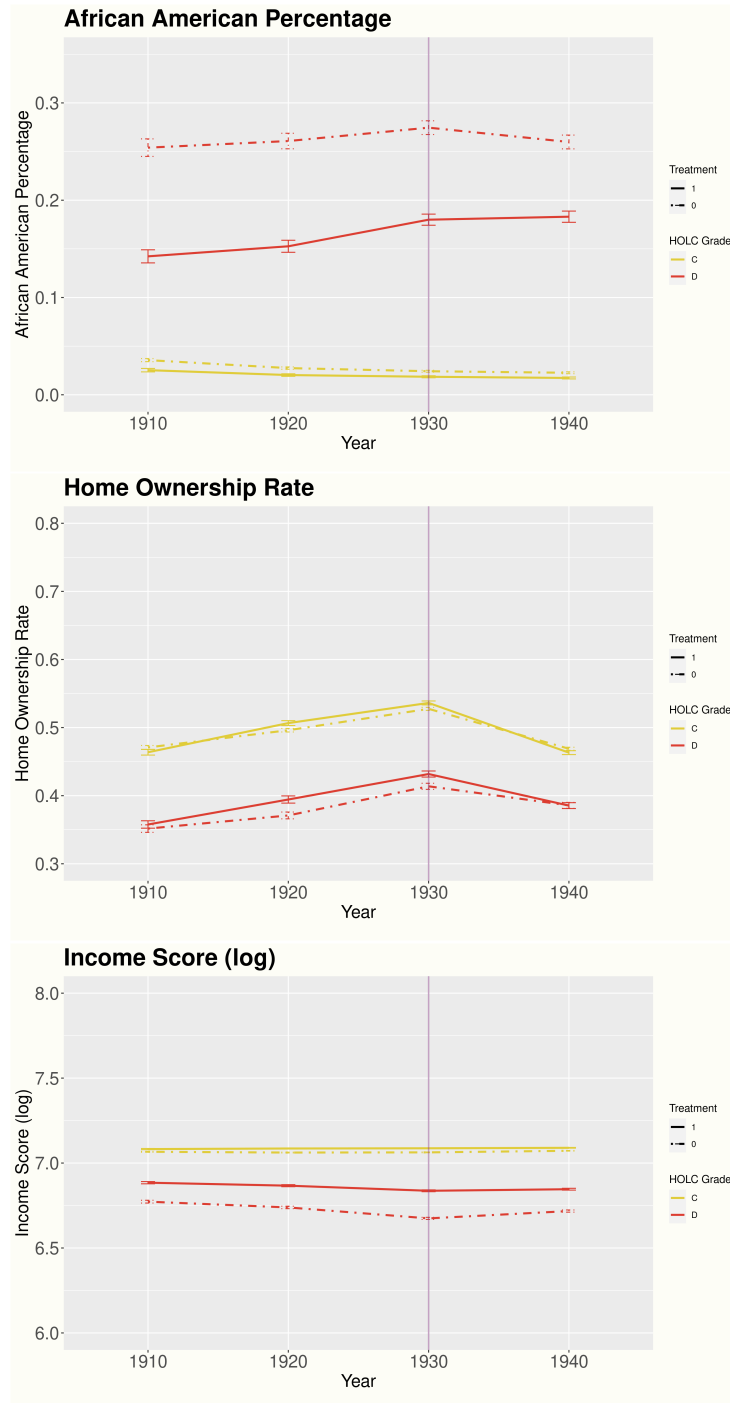 African American Percentage
African American Percentage
0.3
0.2
0.1
0.0
1910 1920 1930 1940
Year
Treatment
1
0
HOLC Grade
C
D
Home Ownership Rate
Home Ownership Rate
0.8
0.7
0.6
0.5
0.4
0.3
1910 1920 1930 1940
Year
Treatment
1
0
HOLC Grade
C
D
Income Score (log)
Income Score (log)
8.0
7.5
7.0
6.5
6.0
1910 1920 1930 1940
Year
Treatment
1
0
HOLC Grade
C
D